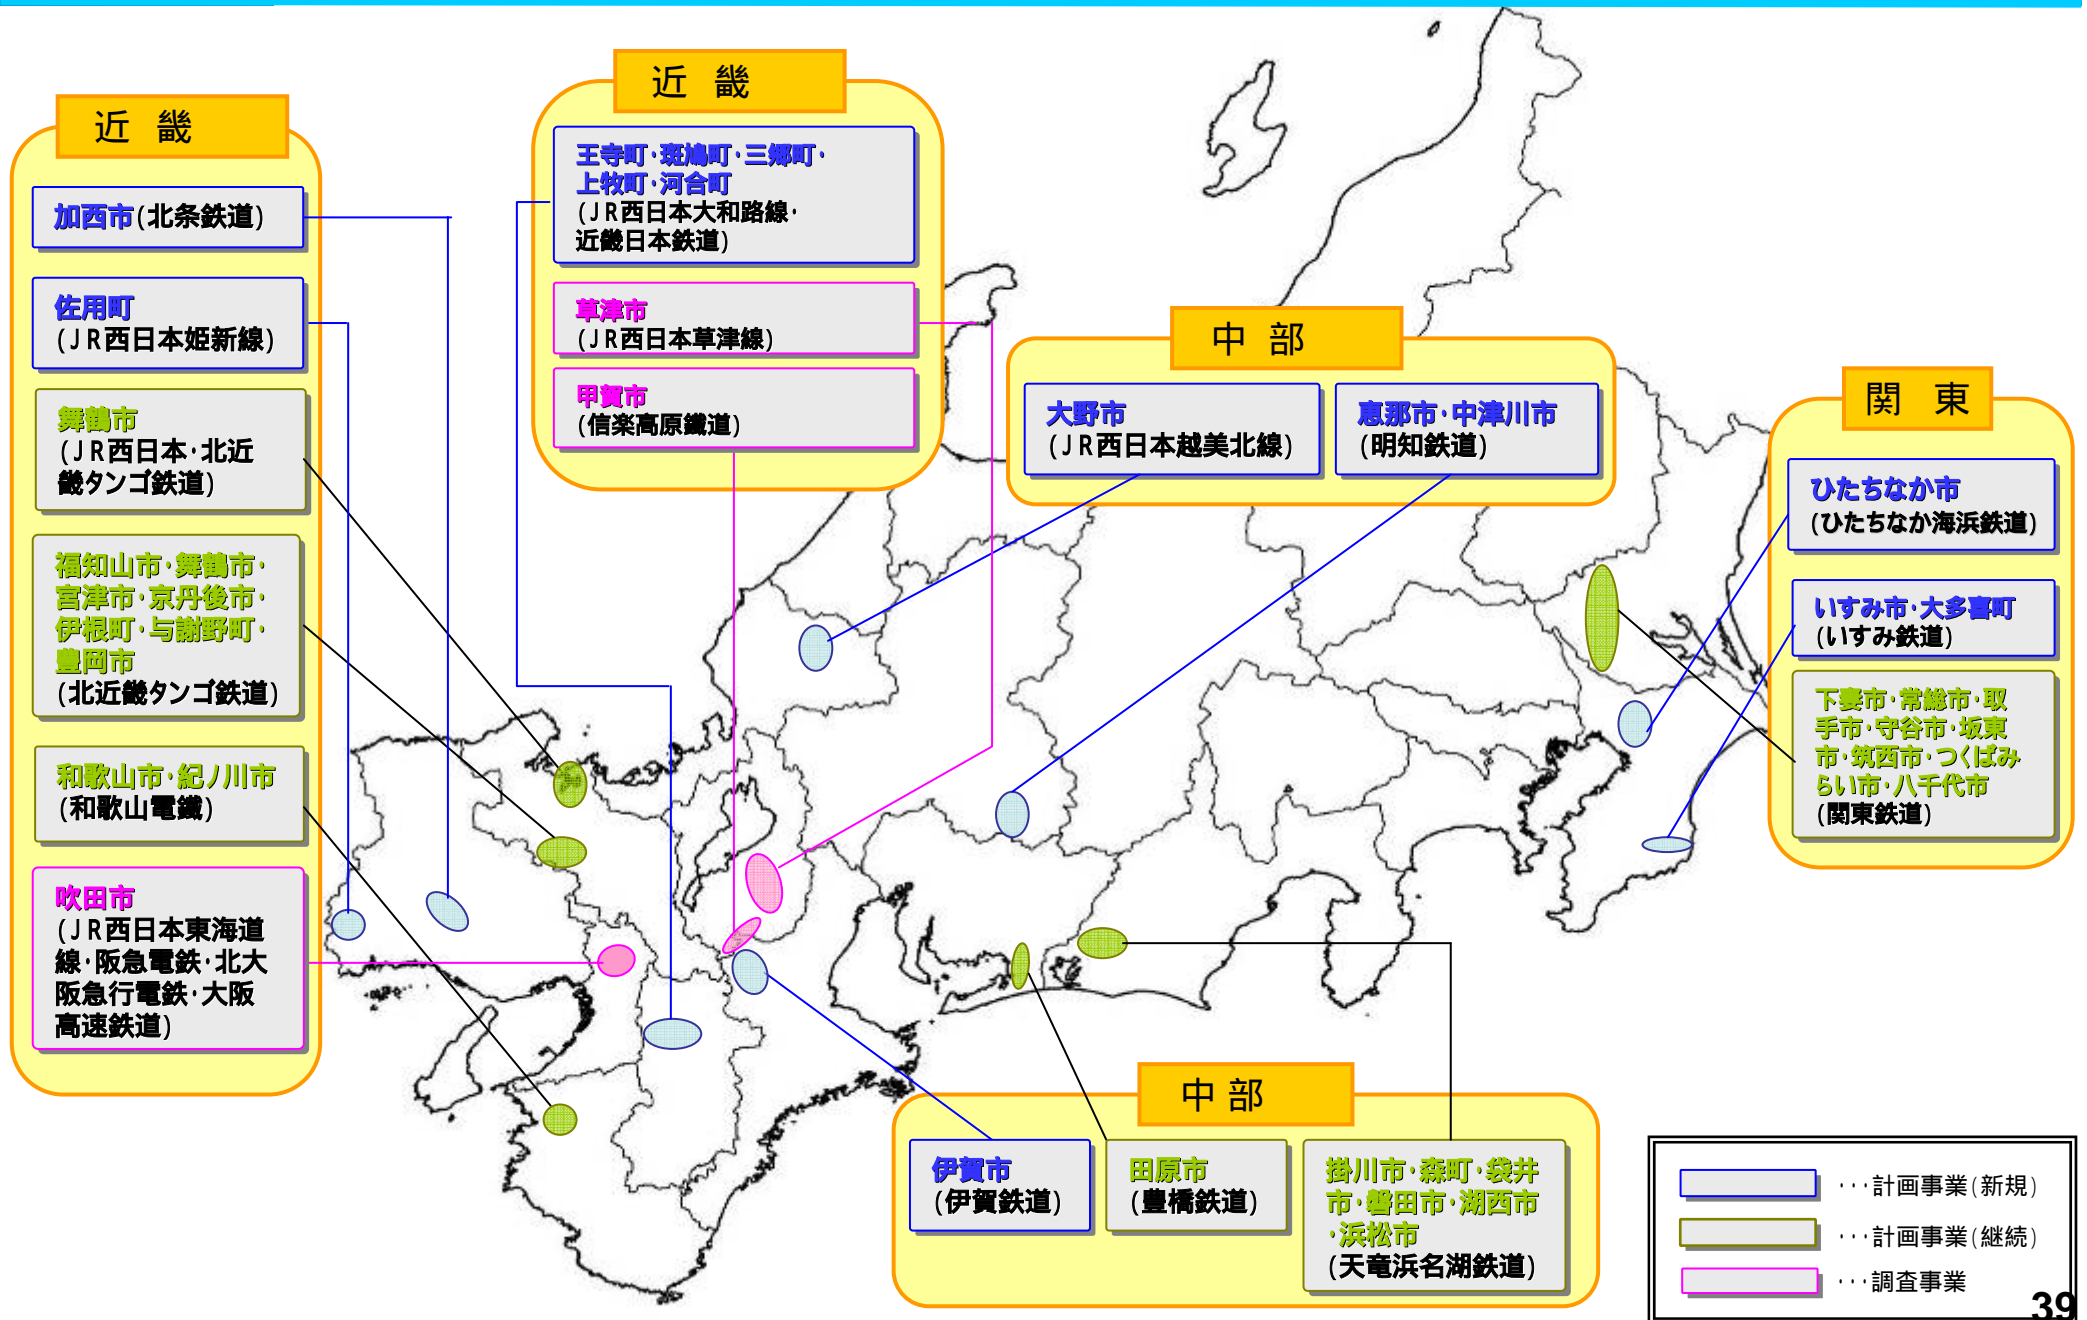 近 畿
加西市(北条鉄道)
佐用町
(JR西日本姫新線)
舞鶴市
(JR西日本・北近
畿タンゴ鉄道)
福知山市・舞鶴市・
宮津市・京丹後市・
伊根町・与謝野町・
豊岡市
(北近畿タンゴ鉄道)
和歌山市・紀ノ川市
(和歌山電鐵)
吹田市
(JR西日本東海道
線・阪急電鉄・北大
阪急行電鉄・大阪
高速鉄道)
近 畿
王寺町・斑鳩町・三郷町・
上牧町・河合町
(JR西日本大和路線・
近畿日本鉄道)
草津市
(JR西日本草津線)
甲賀市
(信楽高原鐵道)
中 部
大野市
(JR西日本越美北線)
恵那市・中津川市
(明知鉄道)
関 東
ひたちなか市
(ひたちなか海浜鉄道)
いすみ市・大多喜町
(いすみ鉄道)
下妻市・常総市・取
手市・守谷市・坂東
市・筑西市・つくばみ
らい市・八千代市
(関東鉄道)
中 部
伊賀市
(伊賀鉄道)
田原市
(豊橋鉄道)
掛川市・森町・袋井
市・磐田市・湖西市
・浜松市
(天竜浜名湖鉄道)
・・・計画事業(新規)
・・・計画事業(継続)
・・・調査事業
39